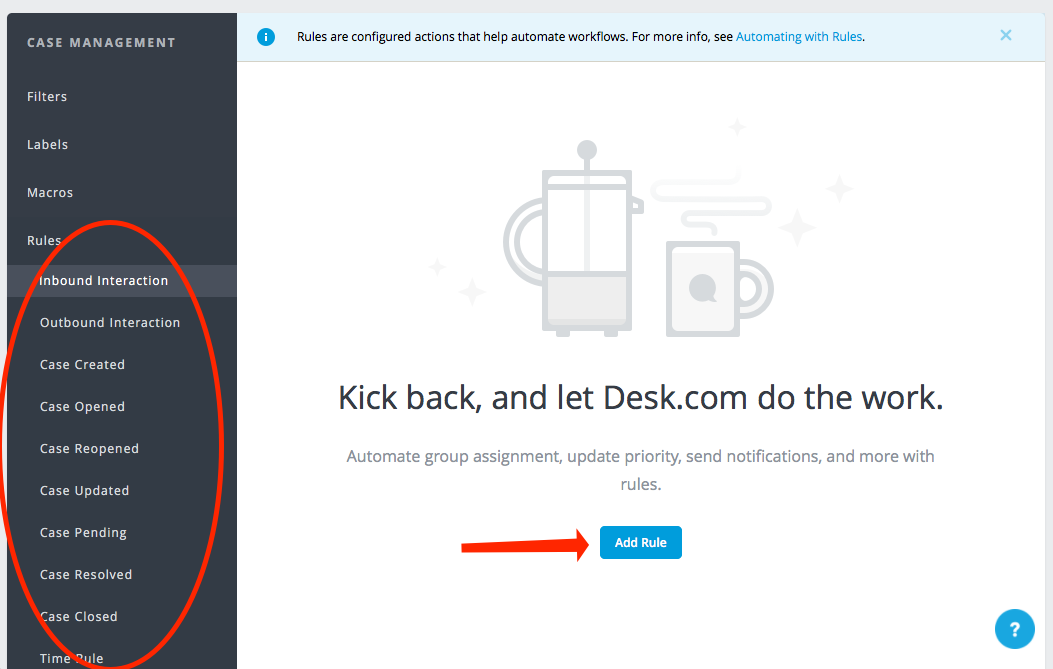 CASE MANAGEMENT
Filters
Labels
Macros
Rules
Inbound Interaction
Outbound Interaction
Case Created
Case Opened
Case Reopened
Case Updated
Case Pending
Case Resolved
Case Closed
Time Rule
i
Rules are configured actions that help automate workflows. For more info, see Automating with Rules.
Kick back, and let Desk.com do the work.
Automate group assignment, update priority, send notifications, and more with
rules.
Add Rule
?